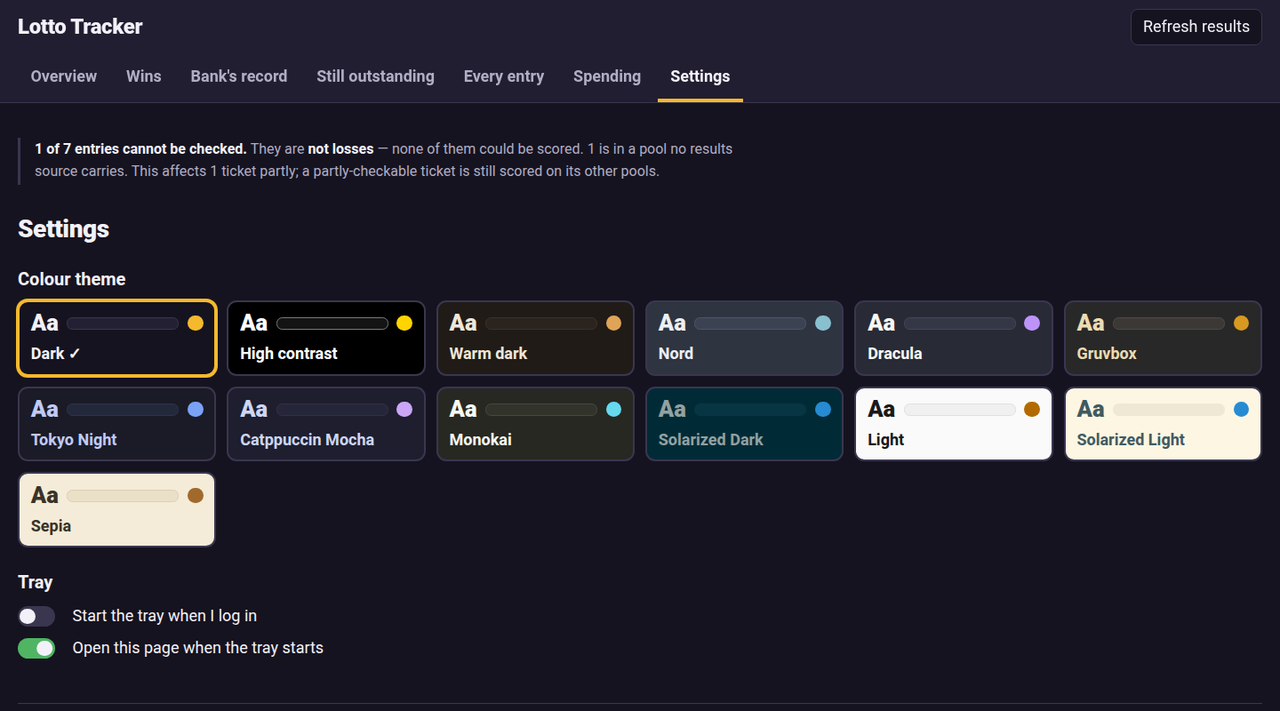 Lotto Tracker
Refresh results
Overview Wins Bank's record Still outstanding Every entry Spending Settings
1 of 7 entries cannot be checked. They are not losses — none of them could be scored. 1 is in a pool no results
source carries. This affects 1 ticket partly; a partly-checkable ticket is still scored on its other pools.
Settings
Colour theme
Aa Aa Aa Aa Aa Aa
Dark ✓ High contrast Warm dark Nord Dracula Gruvbox
Aa Aa Aa Aa Aa Aa
Tokyo Night Catppuccin Mocha Monokai Solarized Dark Light Solarized Light
Aa
Sepia
Tray
Start the tray when I log in
Open this page when the tray starts